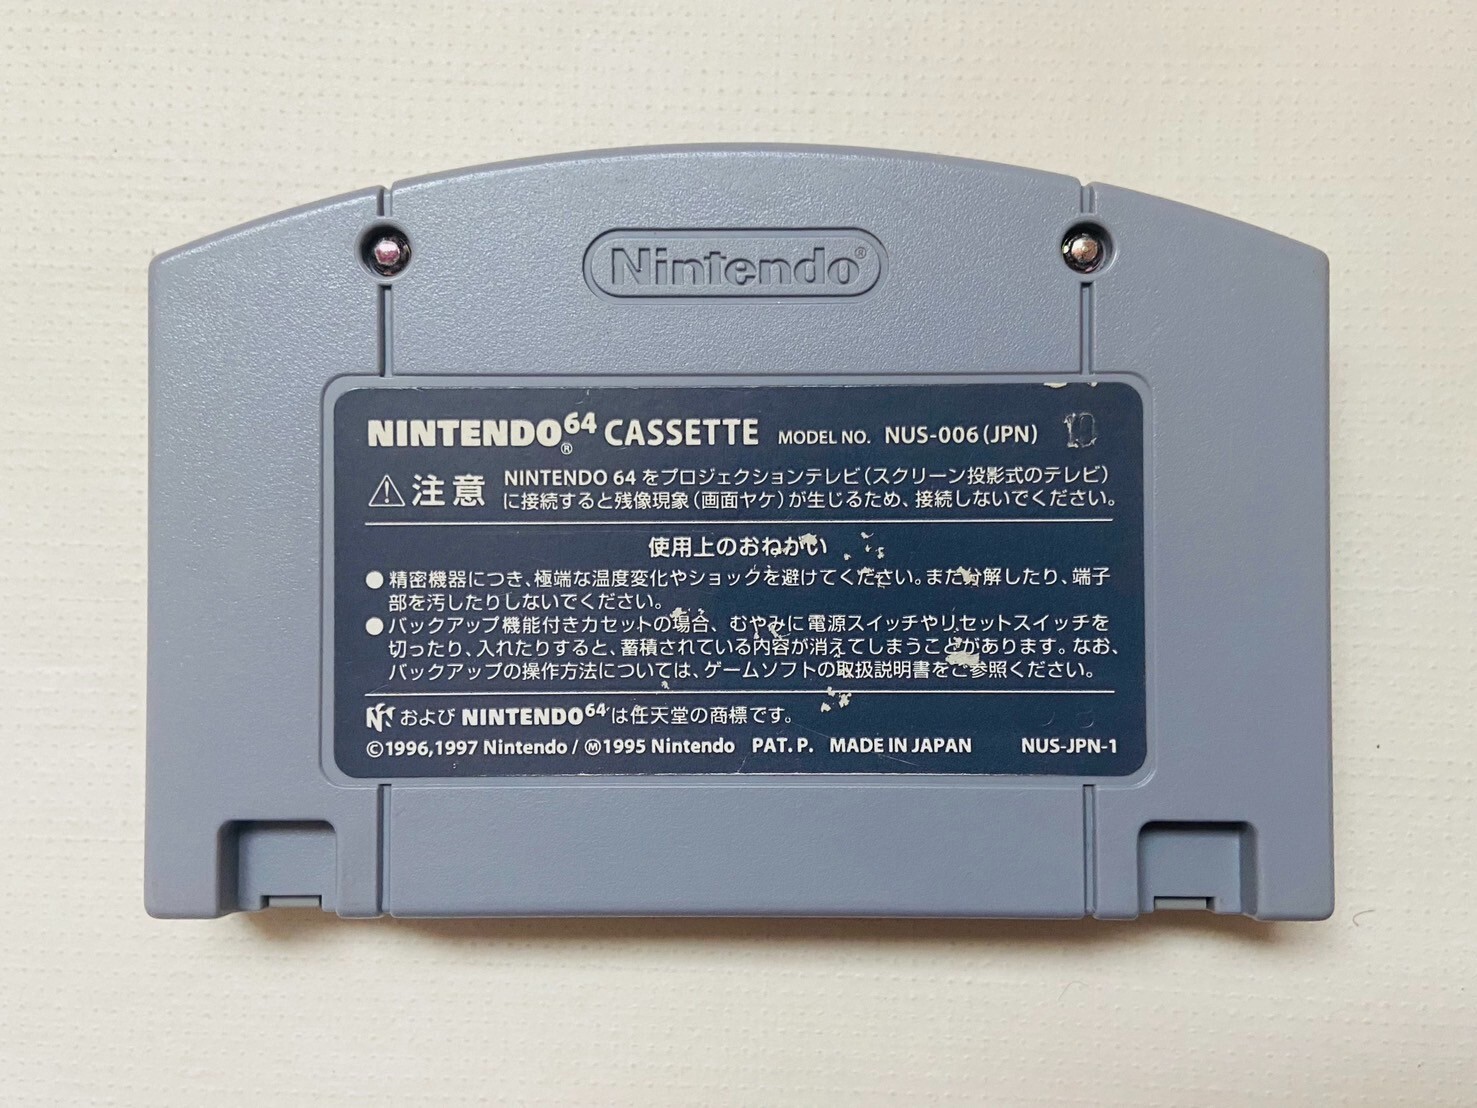 Nintendo®
NINTENDO64® CASSETTE MODEL NO. NUS-006(JPN) 10
注意 NINTENDO 64 をプロジェクションテレビ(スクリーン投影式のテレビ)
に接続すると残像現象(画面ヤケ)が生じるため、接続しないでください。
使用上のおねがい
●精密機器につき、極端な温度変化やショックを避けてください。また分解したり、端子
部を汚したりしないでください。
●バックアップ機能付きカセットの場合、むやみに電源スイッチやリセットスイッチを
切ったり、入れたりすると、蓄積されている内容が消えてしまうことがあります。なお、
バックアップの操作方法については、ゲームソフトの取扱説明書をご参照ください。
および NINTENDO64 は任天堂の商標です。
©1996,1997 Nintendo / Ⓜ1995 Nintendo PAT. P. MADE IN JAPAN NUS-JPN-1